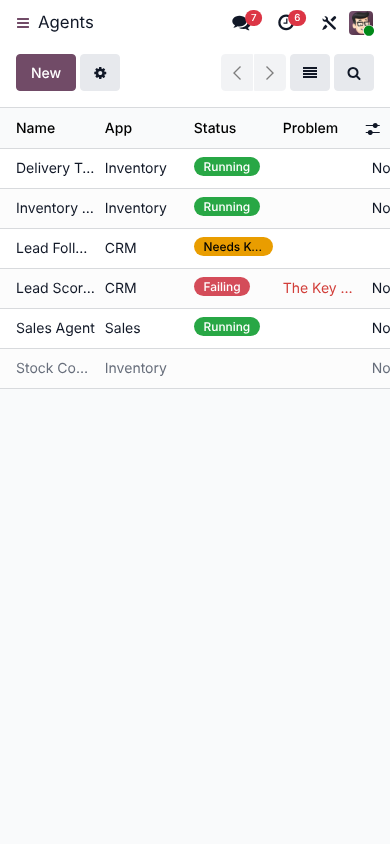 Agents
7
6
New
Name App Status Problem
Delivery T... Inventory Running No
Inventory ... Inventory Running No
Lead Foll... CRM Needs K... No
Lead Scor... CRM Failing The Key ... No
Sales Agent Sales Running No
Stock Co... Inventory No